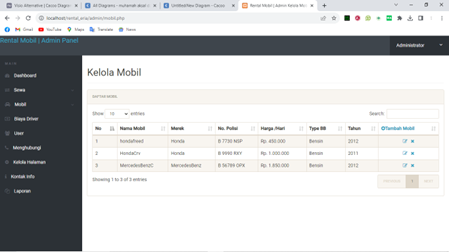 Visio Alternative | Carzo Diagra
All Diagrams - muhamah aksor
Untitled/New Diagram - Carzo
Rental Mobil | Admin Kelola Mo
localhost/rental_aria/admin/mobil.php
Gmail YouTube Maps Translate News
Rental Mobil | Admin Panel
Administrator
Dashboard
Sewa
Mobil
Biaya Driver
User
Menghubungi
Kelola Halaman
Kontak Info
Laporan
Kelola Mobil
DAFTAR MOBIL
Show 10 entries
Search:
No Nama Mobil Merek No. Polisi Harga /Hari Type BB Tahun Tambah Mobil
1 hondafreed Honda B 7730 NSP Rp. 450.000 Bensin 2012
2 HondaCrv Honda B 9990 RKY Rp. 1.000.000 Bensin 2011
3 MercedesBenzC MercedesBenz B 56789 GPX Rp. 1.850.000 Bensin 2012
Showing 1 to 3 of 3 entries
PREVIOUS 1 NEXT